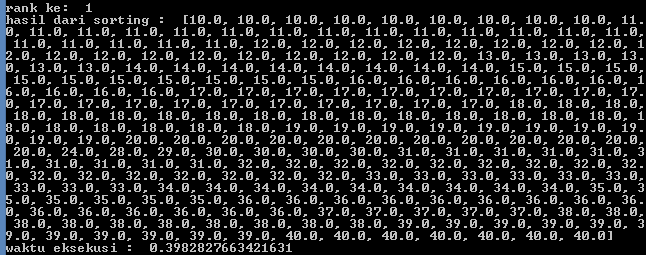 rank ke:  1
hasil dari sorting :  [10.0, 10.0, 10.0, 10.0, 10.0, 10.0, 10.0, 10.0, 10.0, 11.
0, 11.0, 11.0, 11.0, 11.0, 11.0, 11.0, 11.0, 11.0, 11.0, 11.0, 11.0, 11.0, 11.0,
 11.0, 11.0, 11.0, 11.0, 11.0, 12.0, 12.0, 12.0, 12.0, 12.0, 12.0, 12.0, 12.0, 1
2.0, 12.0, 12.0, 12.0, 12.0, 12.0, 12.0, 12.0, 12.0, 13.0, 13.0, 13.0, 13.
0, 13.0, 13.0, 14.0, 14.0, 14.0, 14.0, 14.0, 14.0, 14.0, 14.0, 15.0, 15.0, 15.0,
 15.0, 15.0, 15.0, 15.0, 15.0, 15.0, 15.0, 16.0, 16.0, 16.0, 16.0, 16.0, 16.0, 1
6.0, 16.0, 16.0, 17.0, 17.0, 17.0, 17.0, 17.0, 17.0, 17.0, 17.0, 17.0, 17.0, 17.
0, 17.0, 17.0, 17.0, 17.0, 17.0, 17.0, 17.0, 17.0, 17.0, 17.0, 18.0, 18.0, 18.0,
 18.0, 18.0, 18.0, 18.0, 18.0, 18.0, 18.0, 18.0, 18.0, 18.0, 18.0, 18.0, 18.0, 1
8.0, 18.0, 18.0, 18.0, 18.0, 18.0, 19.0, 19.0, 19.0, 19.0, 19.0, 19.0, 19.0, 19.
0, 19.0, 19.0, 20.0, 20.0, 20.0, 20.0, 20.0, 20.0, 20.0, 20.0, 20.0, 20.0, 20.0,
 20.0, 24.0, 28.0, 29.0, 30.0, 30.0, 30.0, 30.0, 31.0, 31.0, 31.0, 31.0, 31.0, 3
1.0, 31.0, 31.0, 31.0, 31.0, 32.0, 32.0, 32.0, 32.0, 32.0, 32.0, 32.0, 32.0, 32.
0, 32.0, 32.0, 32.0, 32.0, 32.0, 32.0, 32.0, 33.0, 33.0, 33.0, 33.0, 33.0, 33.0,
 33.0, 33.0, 33.0, 34.0, 34.0, 34.0, 34.0, 34.0, 34.0, 34.0, 34.0, 34.0, 35.0, 3
5.0, 35.0, 35.0, 35.0, 35.0, 36.0, 36.0, 36.0, 36.0, 36.0, 36.0, 36.0, 36.0, 36.
0, 36.0, 36.0, 36.0, 36.0, 36.0, 36.0, 37.0, 37.0, 37.0, 37.0, 37.0, 38.0, 38.0,
 38.0, 38.0, 38.0, 38.0, 38.0, 38.0, 38.0, 38.0, 39.0, 39.0, 39.0, 39.0, 39.0, 3
9.0, 39.0, 39.0, 39.0, 39.0, 39.0, 40.0, 40.0, 40.0, 40.0, 40.0, 40.0, 40.0]
waktu eksekusi :  0.3982827663421631